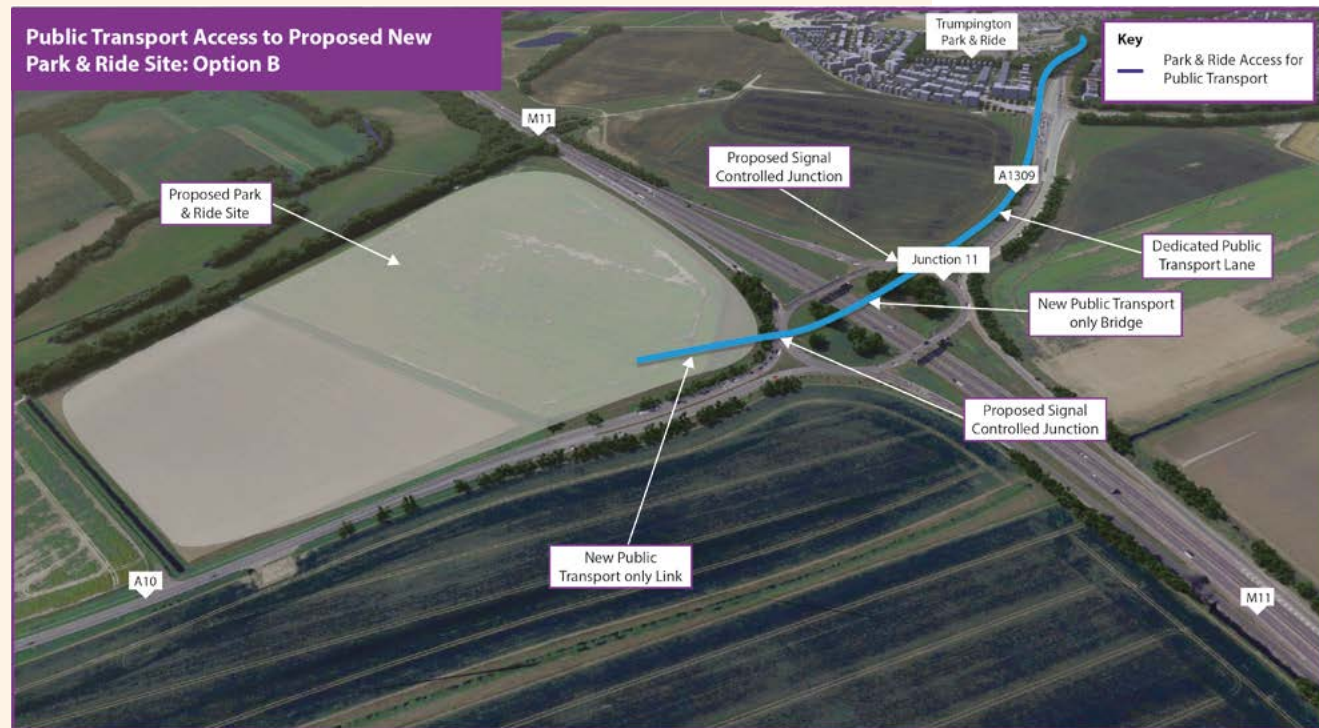 Public Transport Access to Proposed New
Park & Ride Site: Option B
Trumpington
Park & Ride
Key
Park & Ride Access for
Public Transport
M11
Proposed Signal
Controlled Junction
Proposed Park
& Ride Site
A1309
Dedicated Public
Transport Lane
Junction 11
New Public Transport
only Bridge
Proposed Signal
Controlled Junction
New Public
Transport only Link
A10
M11